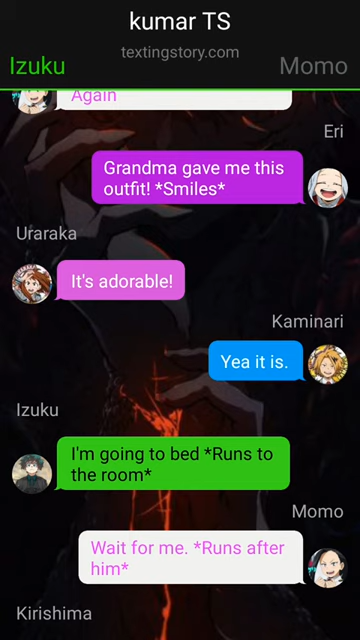 kumar TS
textingstory.com
Izuku
Momo
Again
Eri
Grandma gave me this
outfit! *Smiles*
Uraraka
It's adorable!
Kaminari
Yea it is.
Izuku
I'm going to bed *Runs to
the room*
Momo
Wait for me. *Runs after
him*
Kirishima